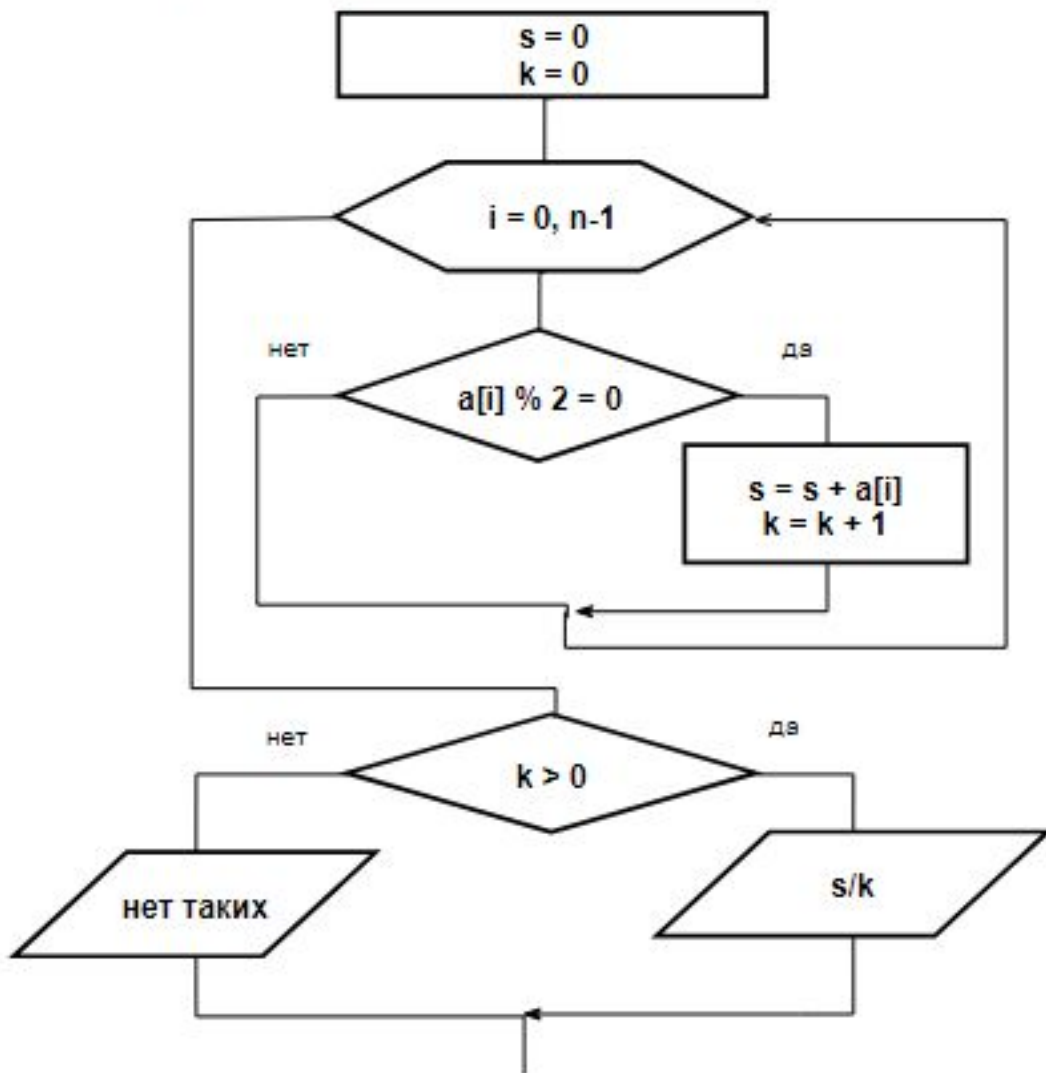 s = 0
k = 0
i = 0, n-1
нет
да
a[i] % 2 = 0
s = s + a[i]
k = k + 1
нет
да
k > 0
нет таких
s/k